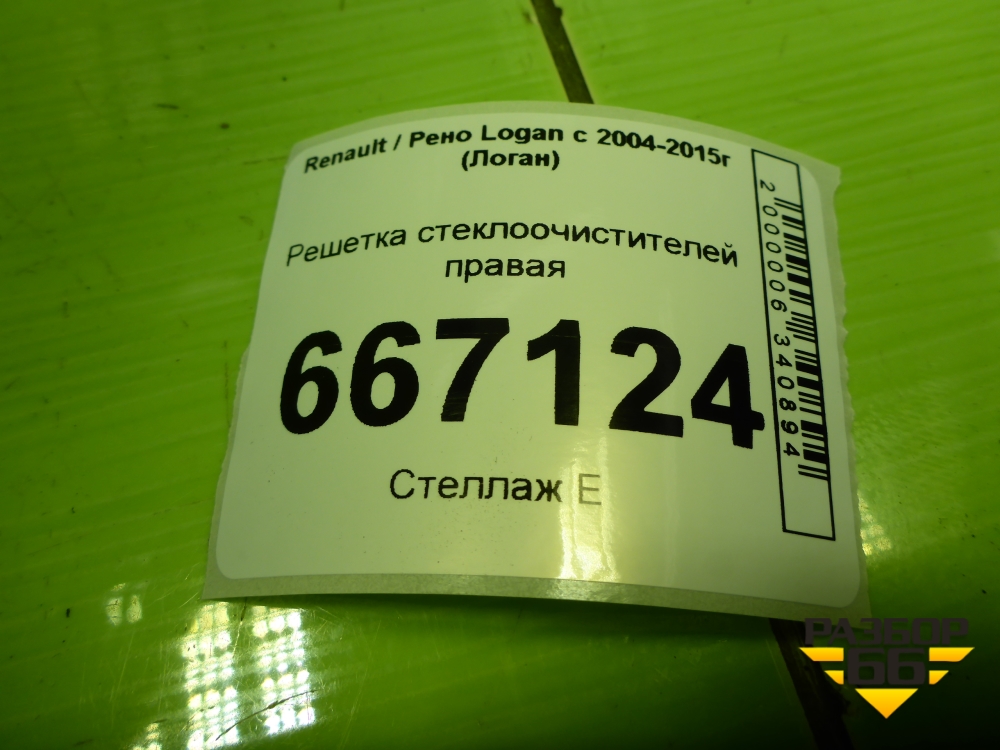 Renault / Рено Logan с 2004-2015г
(Логан)
Решетка стеклоочистителей
правая
667124
Стеллаж Е
2000006340894
РАЗБОР
66